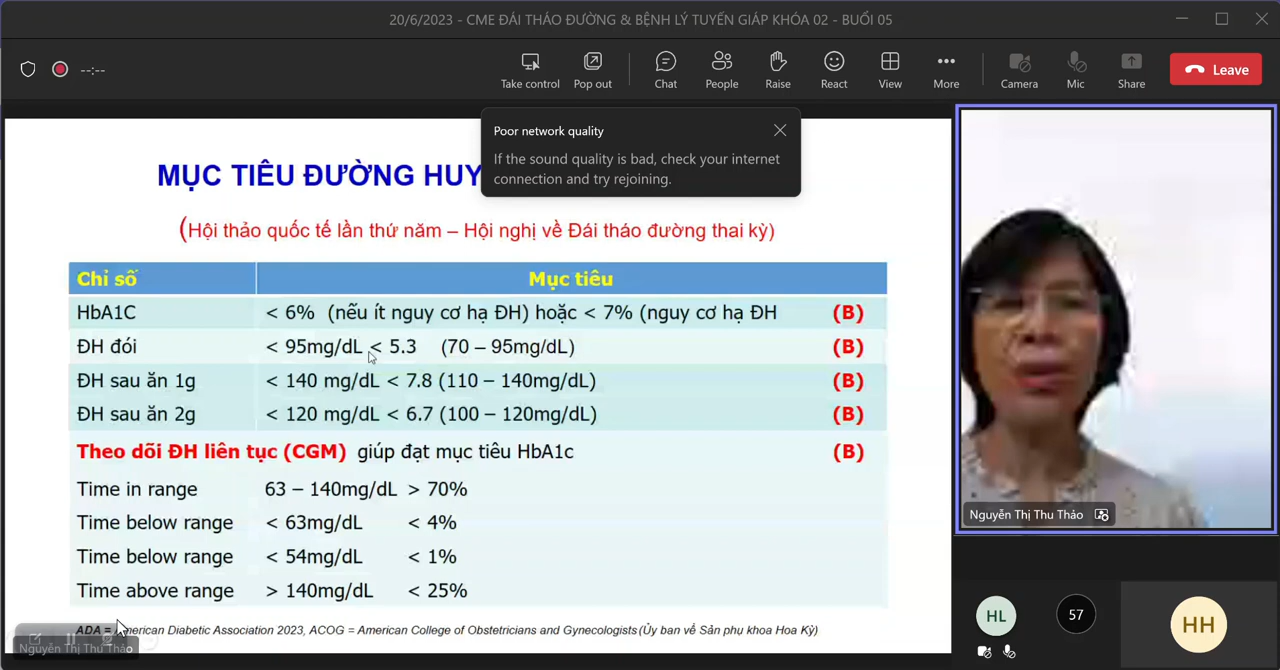 20/6/2023 - CME ĐÁI THÁO ĐƯỜNG & BỆNH LÝ TUYẾN GIÁP KHÓA 02 - BUỔI 05
--:--
Take control
Pop out
Chat
People
Raise
React
View
More
Camera
Mic
Share
Leave
Poor network quality
If the sound quality is bad, check your internet
connection and try rejoining.
MỤC TIÊU ĐƯỜNG HUY
(Hội thảo quốc tế lần thứ năm – Hội nghị về Đái tháo đường thai kỳ)
Chỉ số Mục tiêu
HbA1C < 6% (nếu ít nguy cơ hạ ĐH) hoặc < 7% (nguy cơ hạ ĐH (B)
ĐH đói < 95mg/dL < 5.3 (70 – 95mg/dL) (B)
ĐH sau ăn 1g < 140 mg/dL < 7.8 (110 – 140mg/dL) (B)
ĐH sau ăn 2g < 120 mg/dL < 6.7 (100 – 120mg/dL) (B)
Theo dõi ĐH liên tục (CGM) giúp đạt mục tiêu HbA1c (B)
Time in range 63 – 140mg/dL > 70%
Time below range < 63mg/dL < 4%
Time below range < 54mg/dL < 1%
Time above range > 140mg/dL < 25%
ADA = American Diabetic Association 2023, ACOG = American College of Obstetricians and Gynecologists (Ủy ban về Sản phụ khoa Hoa Kỳ)
Nguyễn Thị Thu Thảo
Nguyễn Thị Thu Thảo
HL
57
HH